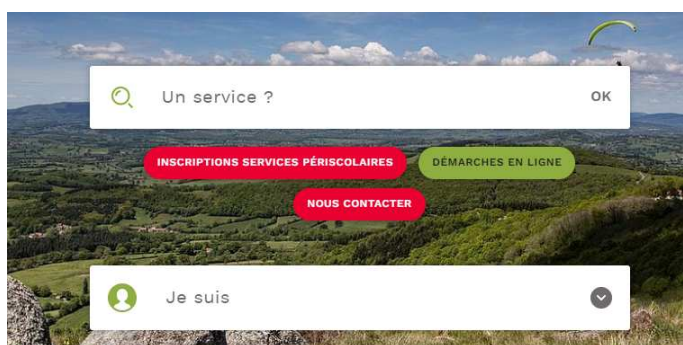 Un service ? OK
INSCRIPTIONS SERVICES PÉRISCOLAIRES DÉMARCHES EN LIGNE
NOUS CONTACTER
Je suis